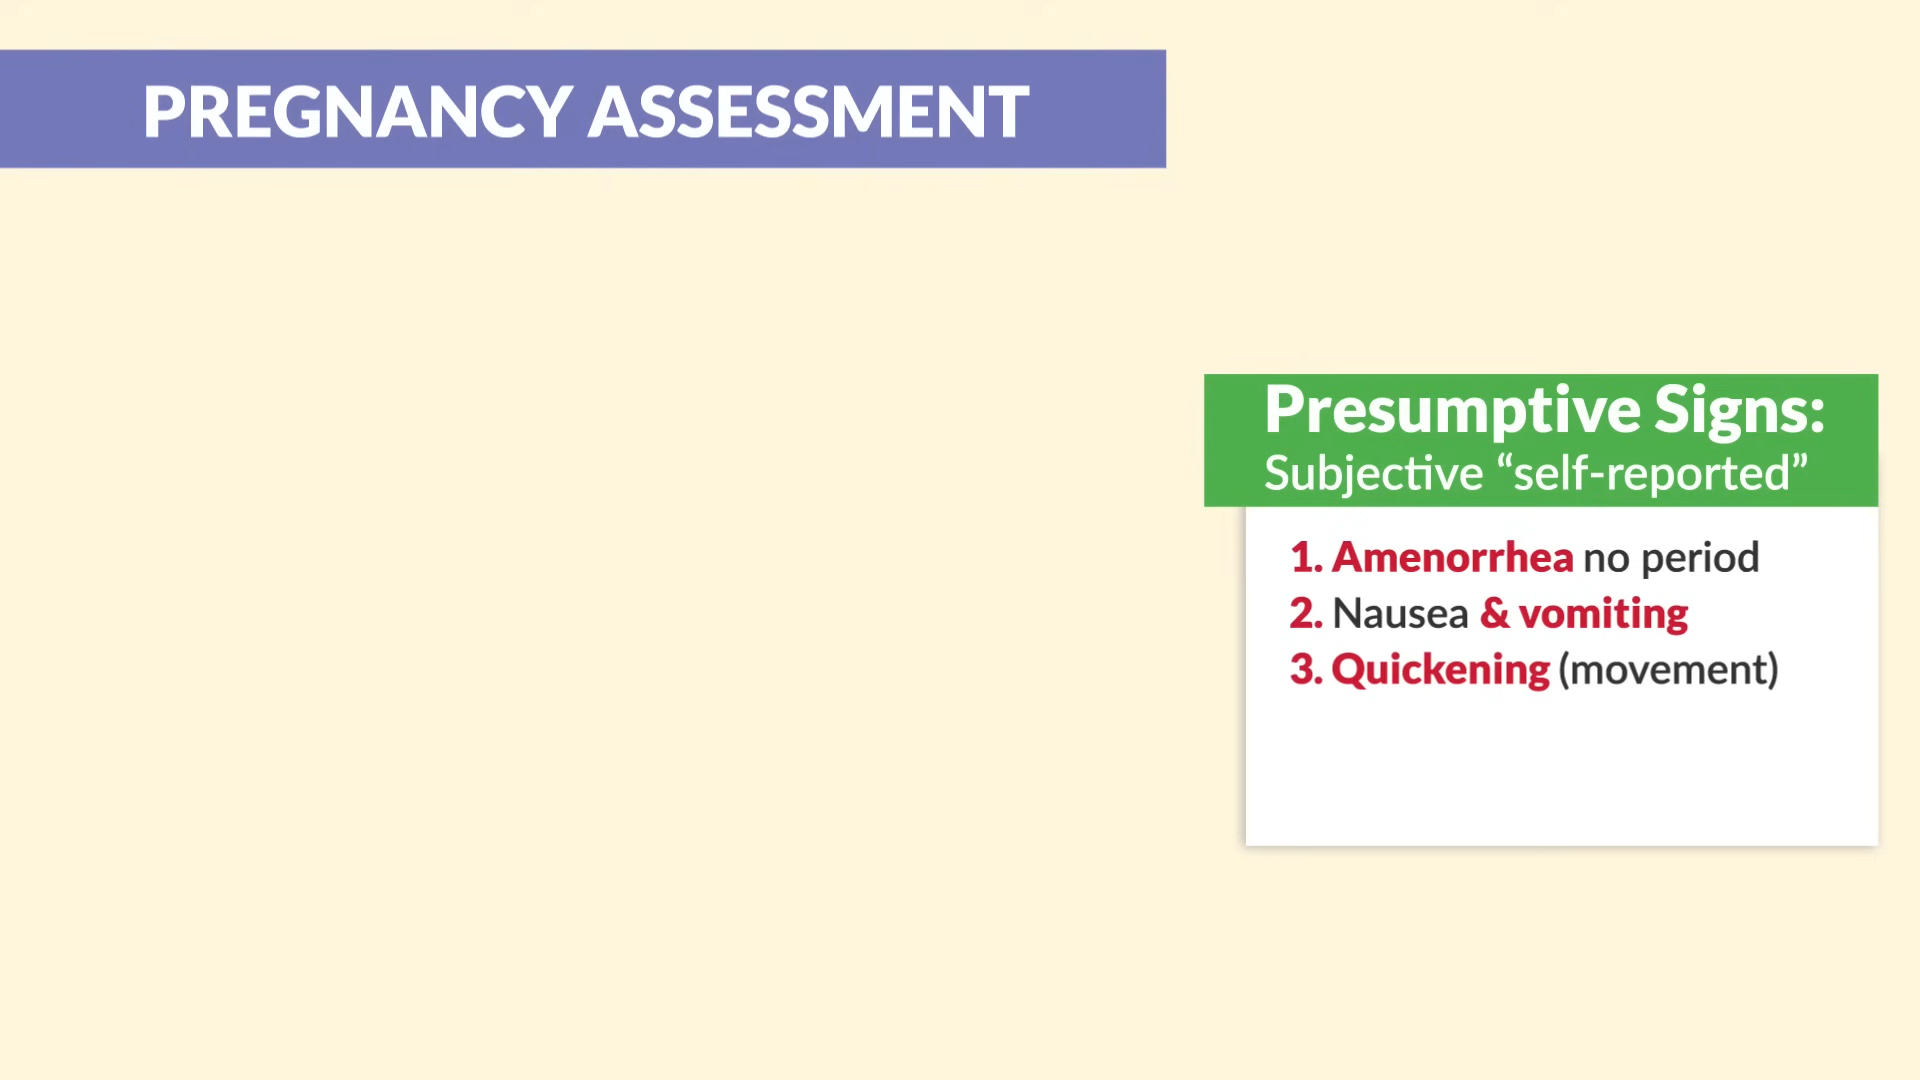 PREGNANCY ASSESSMENT
Presumptive Signs:
Subjective “self-reported”
1. Amenorrhea no period
2. Nausea & vomiting
3. Quickening (movement)